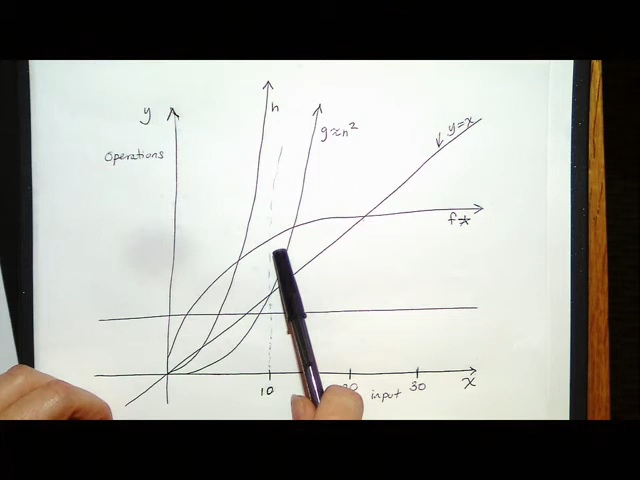 y
h
g≈n²
y=x
Operations
f*
10
20
30
x
input